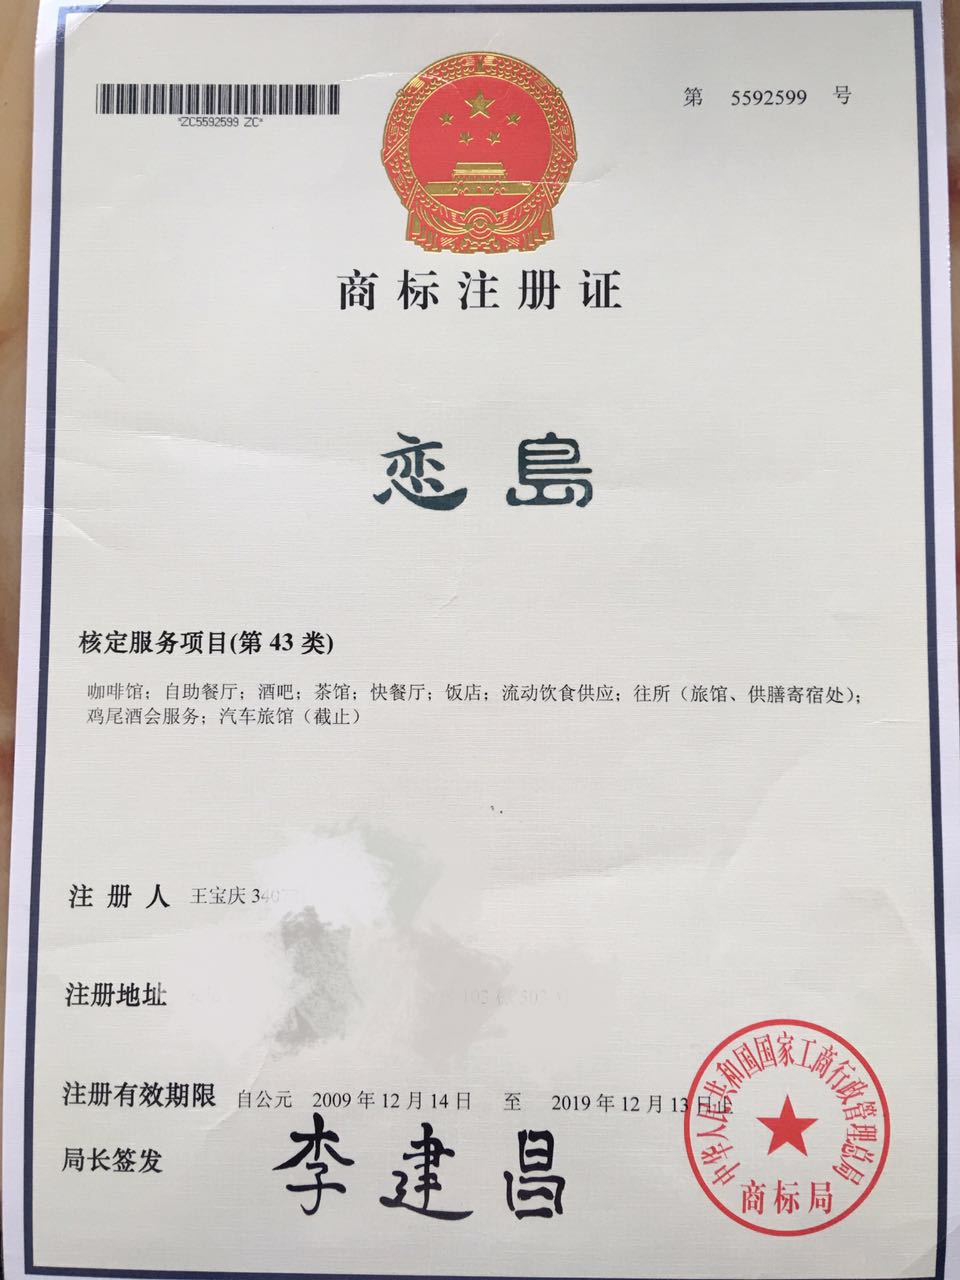 *ZC5592599 ZC*
第 5592599 号
商标注册证
恋島
核定服务项目(第 43 类)
咖啡馆；自助餐厅；酒吧；茶馆；快餐厅；饭店；流动饮食供应；往所（旅馆、供膳寄宿处）；
鸡尾酒会服务；汽车旅馆（截止）
注册人 王宝庆 340
注册地址
注册有效期限 自公元 2009 年 12 月 14 日 至 2019 年 12 月 13 日止
局长签发 李建昌
中华人民共和国国家工商行政管理总局
商标局